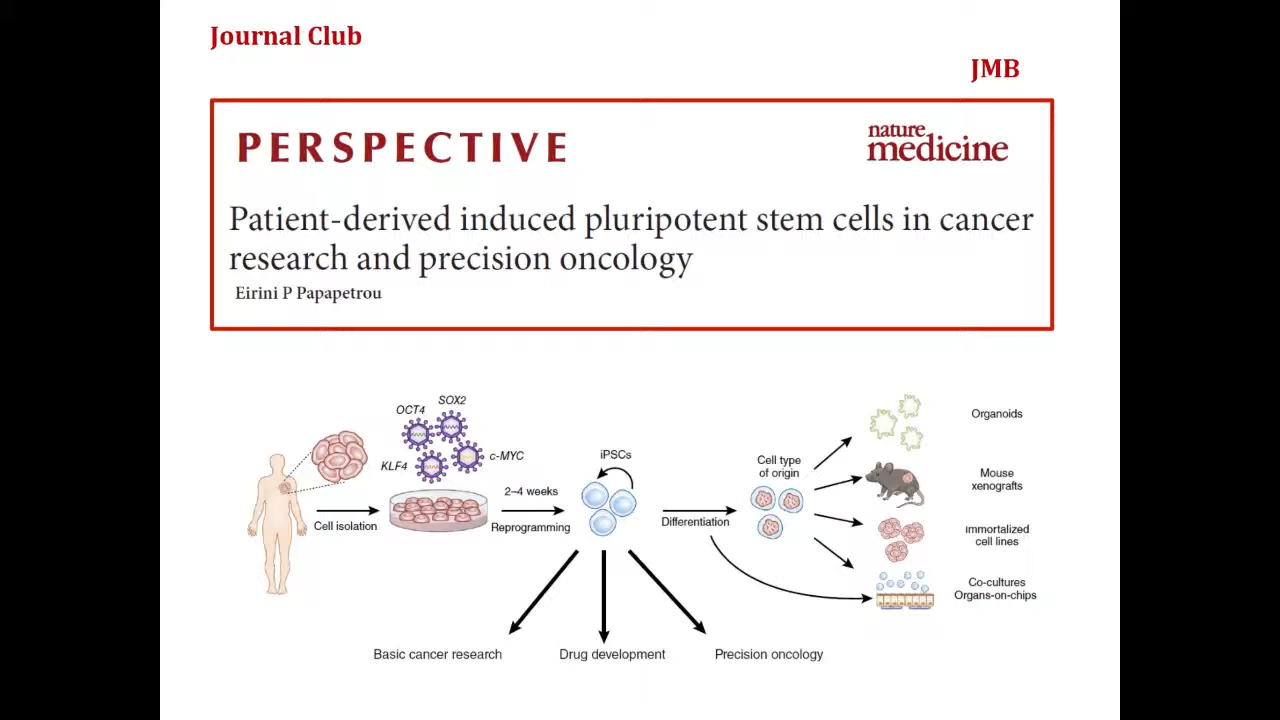 Journal Club
JMB
PERSPECTIVE
nature
medicine
Patient-derived induced pluripotent stem cells in cancer
research and precision oncology
Eirini P Papapetrou
OCT4
SOX2
KLF4
c-MYC
Cell isolation
2–4 weeks
Reprogramming
iPSCs
Differentiation
Cell type
of origin
Organoids
Mouse
xenografts
Immortalized
cell lines
Co-cultures
Organs-on-chips
Basic cancer research
Drug development
Precision oncology